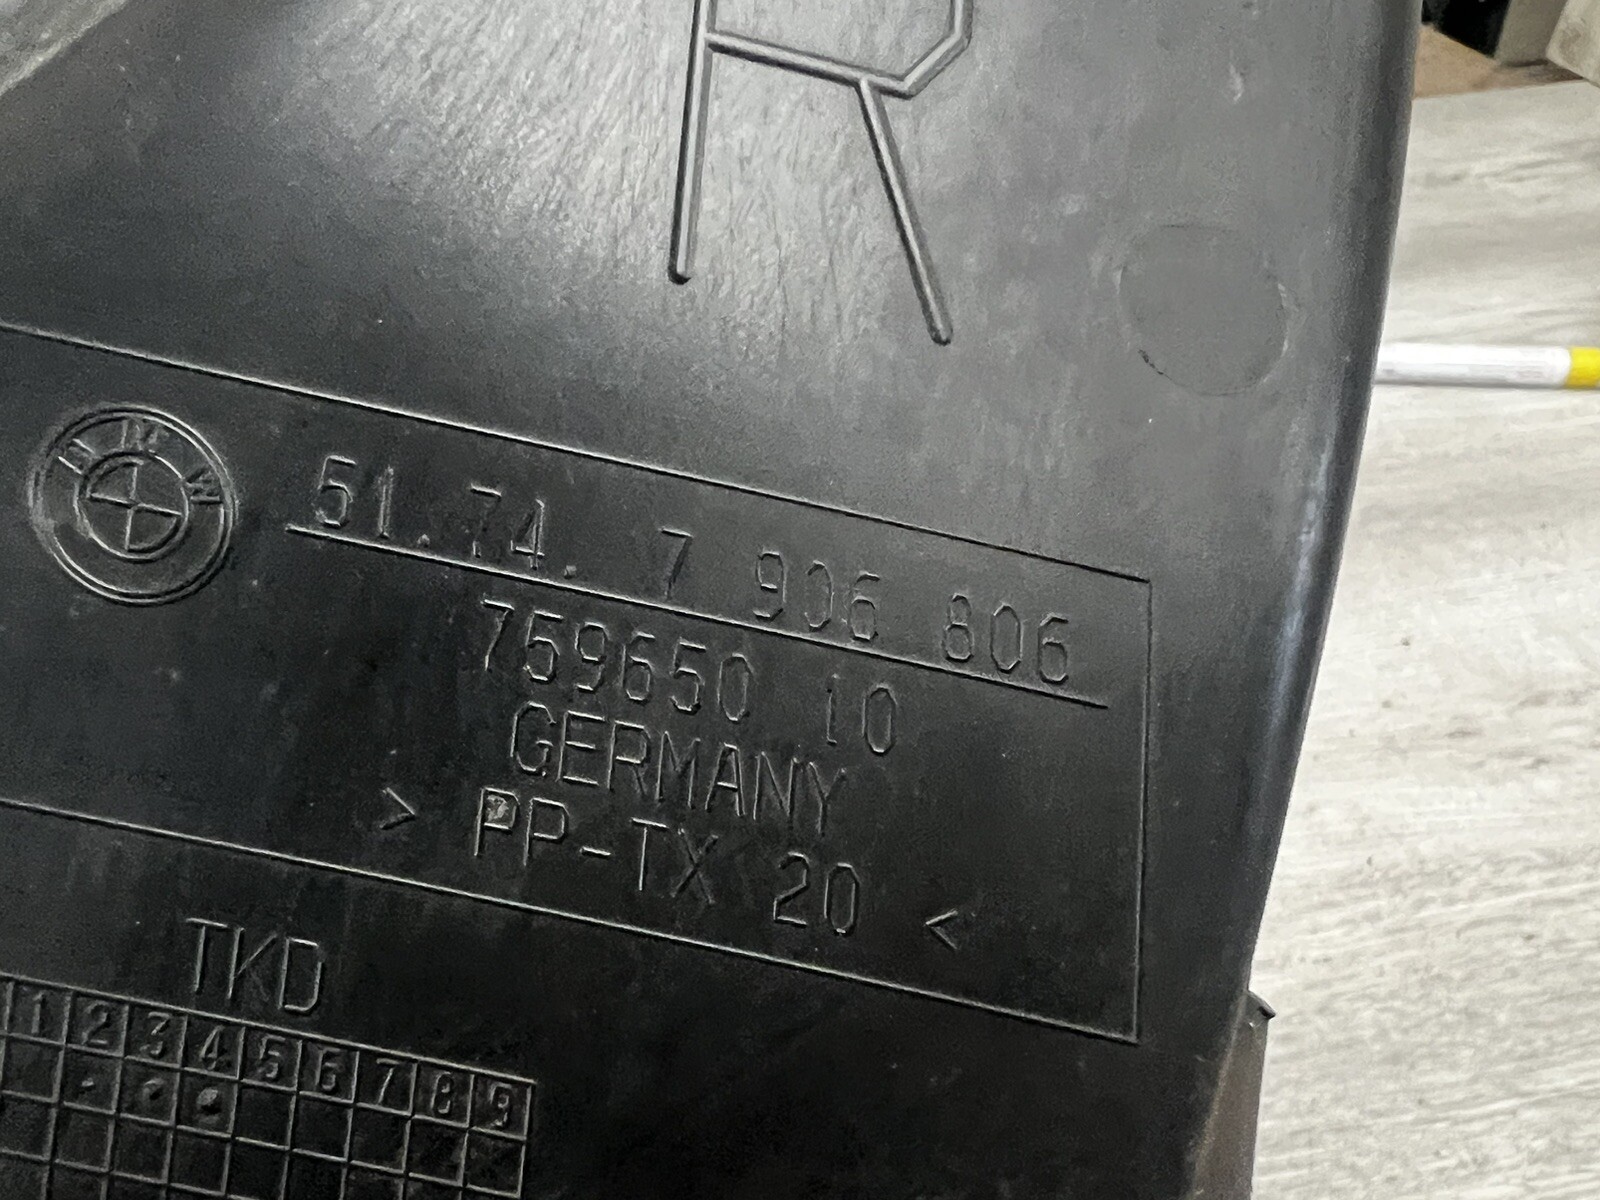 R
BMW
51.74. 7 906 806
759650 10
GERMANY
> PP-TX 20 <
TKD
1 2 3 4 5 6 7 8 9